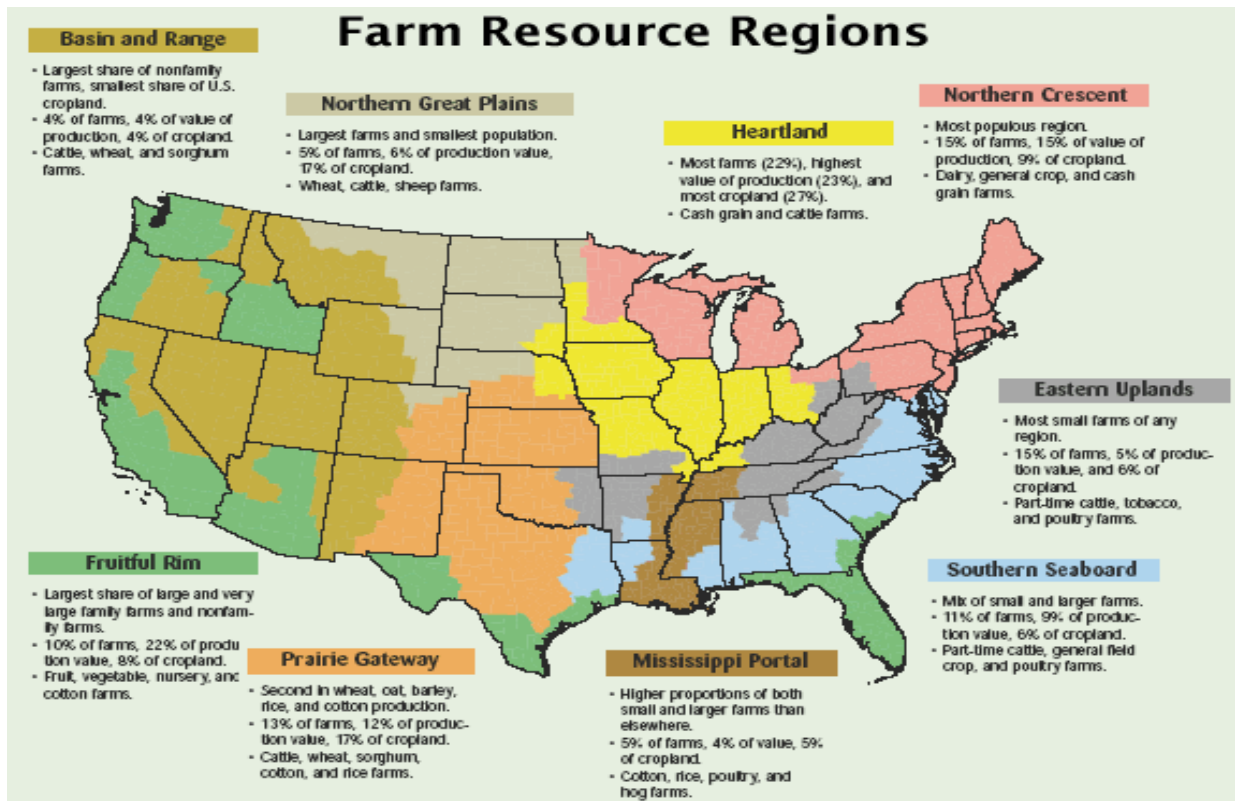 Farm Resource Regions
Basin and Range
- Largest share of nonfamily
farms, smallest share of U.S.
cropland.
- 4% of farms, 4% of value of
production, 4% of cropland.
- Cattle, wheat, and sorghum
farms.
Northern Great Plains
- Largest farms and smallest population.
- 5% of farms, 6% of production value,
17% of cropland.
- Wheat, cattle, sheep farms.
Heartland
- Most farms (22%), highest
value of production (23%), and
most cropland (27%).
- Cash grain and cattle farms.
Northern Crescent
- Most populous region.
- 15% of farms, 15% of value of
production, 9% of cropland.
- Dairy, general crop, and cash
grain farms.
Eastern Uplands
- Most small farms of any
region.
- 15% of farms, 5% of produc-
tion value, and 6% of
cropland.
- Part-time cattle, tobacco,
and poultry farms.
Fruitful Rim
- Largest share of large and very
large family farms and nonfam-
ily farms.
- 10% of farms, 22% of produ
tion value, 8% of cropland.
- Fruit, vegetable, nursery, and
cotton farms.
Southern Seaboard
- Mix of small and larger farms.
- 11% of farms, 9% of produc-
tion value, 6% of cropland.
- Part-time cattle, general field
crop, and poultry farms.
Prairie Gateway
- Second in wheat, oat, barley,
rice, and cotton production.
- 13% of farms, 12% of produc-
tion value, 17% of cropland.
- Cattle, wheat, sorghum,
cotton, and rice farms.
Mississippi Portal
- Higher proportions of both
small and larger farms than
elsewhere.
- 5% of farms, 4% of value, 5%
of cropland.
- Cotton, rice, poultry, and
hog farms.